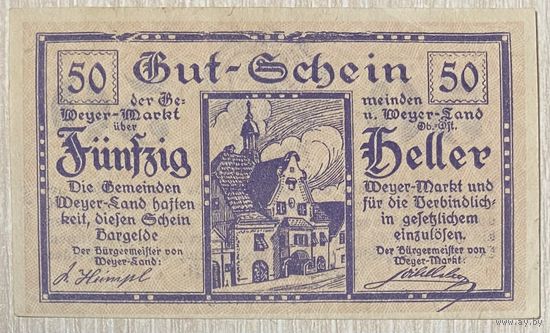 50 Gut-Schein 50
der Ge- meinden
Weyer-Markt u. Weyer-Land
über Ob.-Öst.
Fünfzig Heller
Die Gemeinden Weyer-Markt und
Weyer-Land haften für die Verbindlich-
keit, diesen Schein in gesetzlichem
Bargelde einzulösen.
Der Bürgermeister von Der Bürgermeister von
Weyer-Land: Weyer-Markt:
www.ay.by